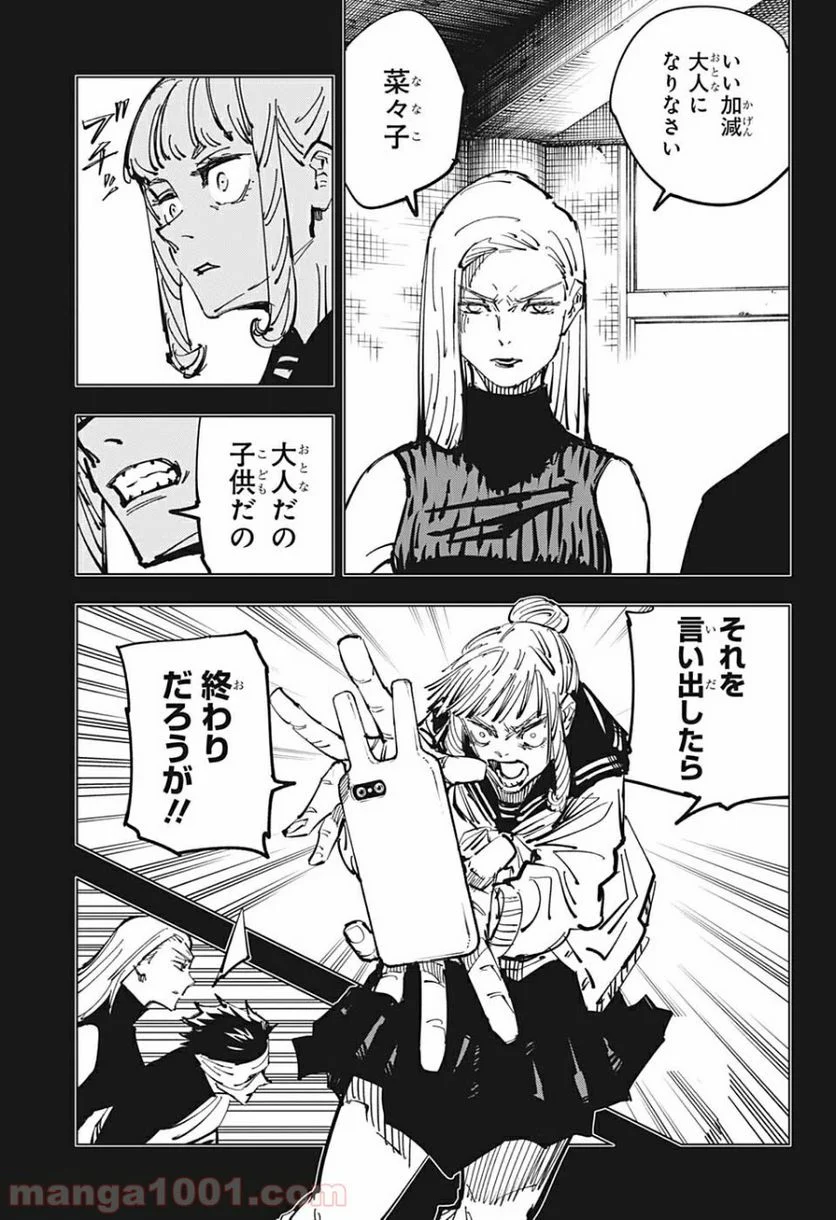 いい加減
大人に
なりなさい
菜々子
ブチッ
大人だの
子供だの
それを
言い出したら
終わり
だろうが!!
manga1001.com